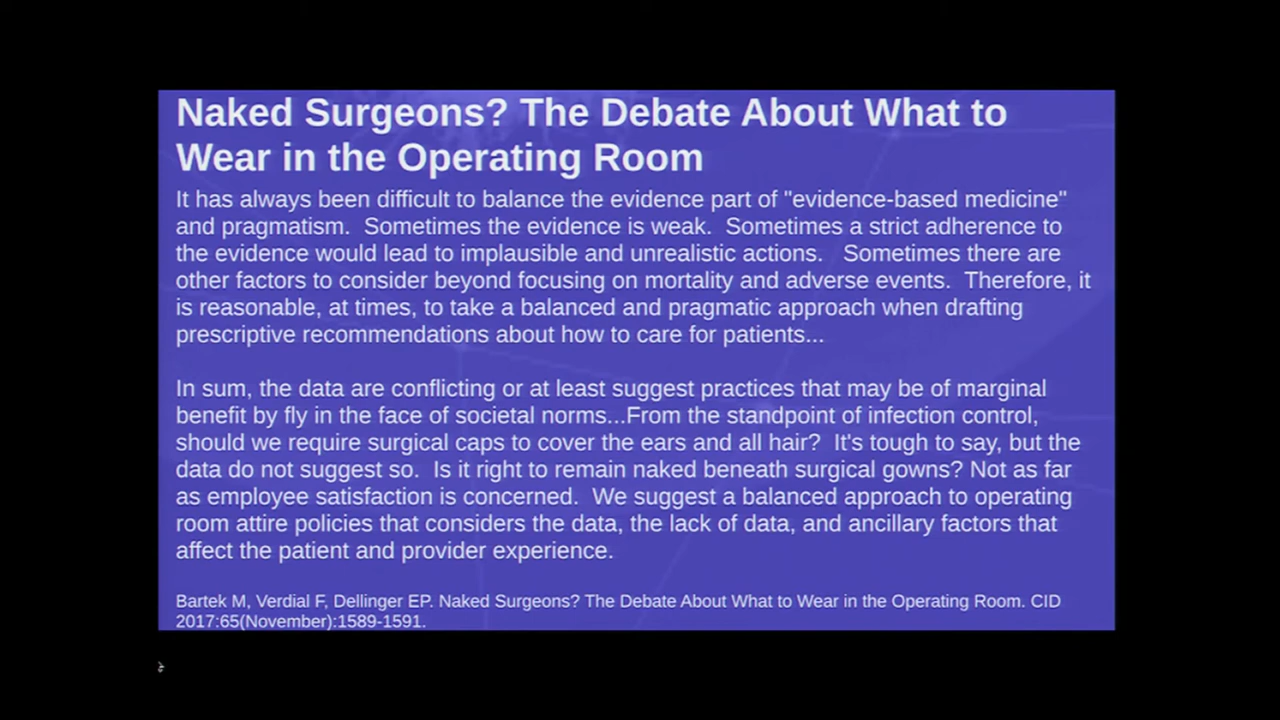 Naked Surgeons? The Debate About What to
Wear in the Operating Room
It has always been difficult to balance the evidence part of "evidence-based medicine"
and pragmatism.  Sometimes the evidence is weak.  Sometimes a strict adherence to
the evidence would lead to implausible and unrealistic actions.   Sometimes there are
other factors to consider beyond focusing on mortality and adverse events.  Therefore, it
is reasonable, at times, to take a balanced and pragmatic approach when drafting
prescriptive recommendations about how to care for patients...
In sum, the data are conflicting or at least suggest practices that may be of marginal
benefit by fly in the face of societal norms...From the standpoint of infection control,
should we require surgical caps to cover the ears and all hair?  It's tough to say, but the
data do not suggest so.  Is it right to remain naked beneath surgical gowns? Not as far
as employee satisfaction is concerned.  We suggest a balanced approach to operating
room attire policies that considers the data, the lack of data, and ancillary factors that
affect the patient and provider experience.
Bartek M, Verdial F, Dellinger EP. Naked Surgeons? The Debate About What to Wear in the Operating Room. CID
2017:65(November):1589-1591.